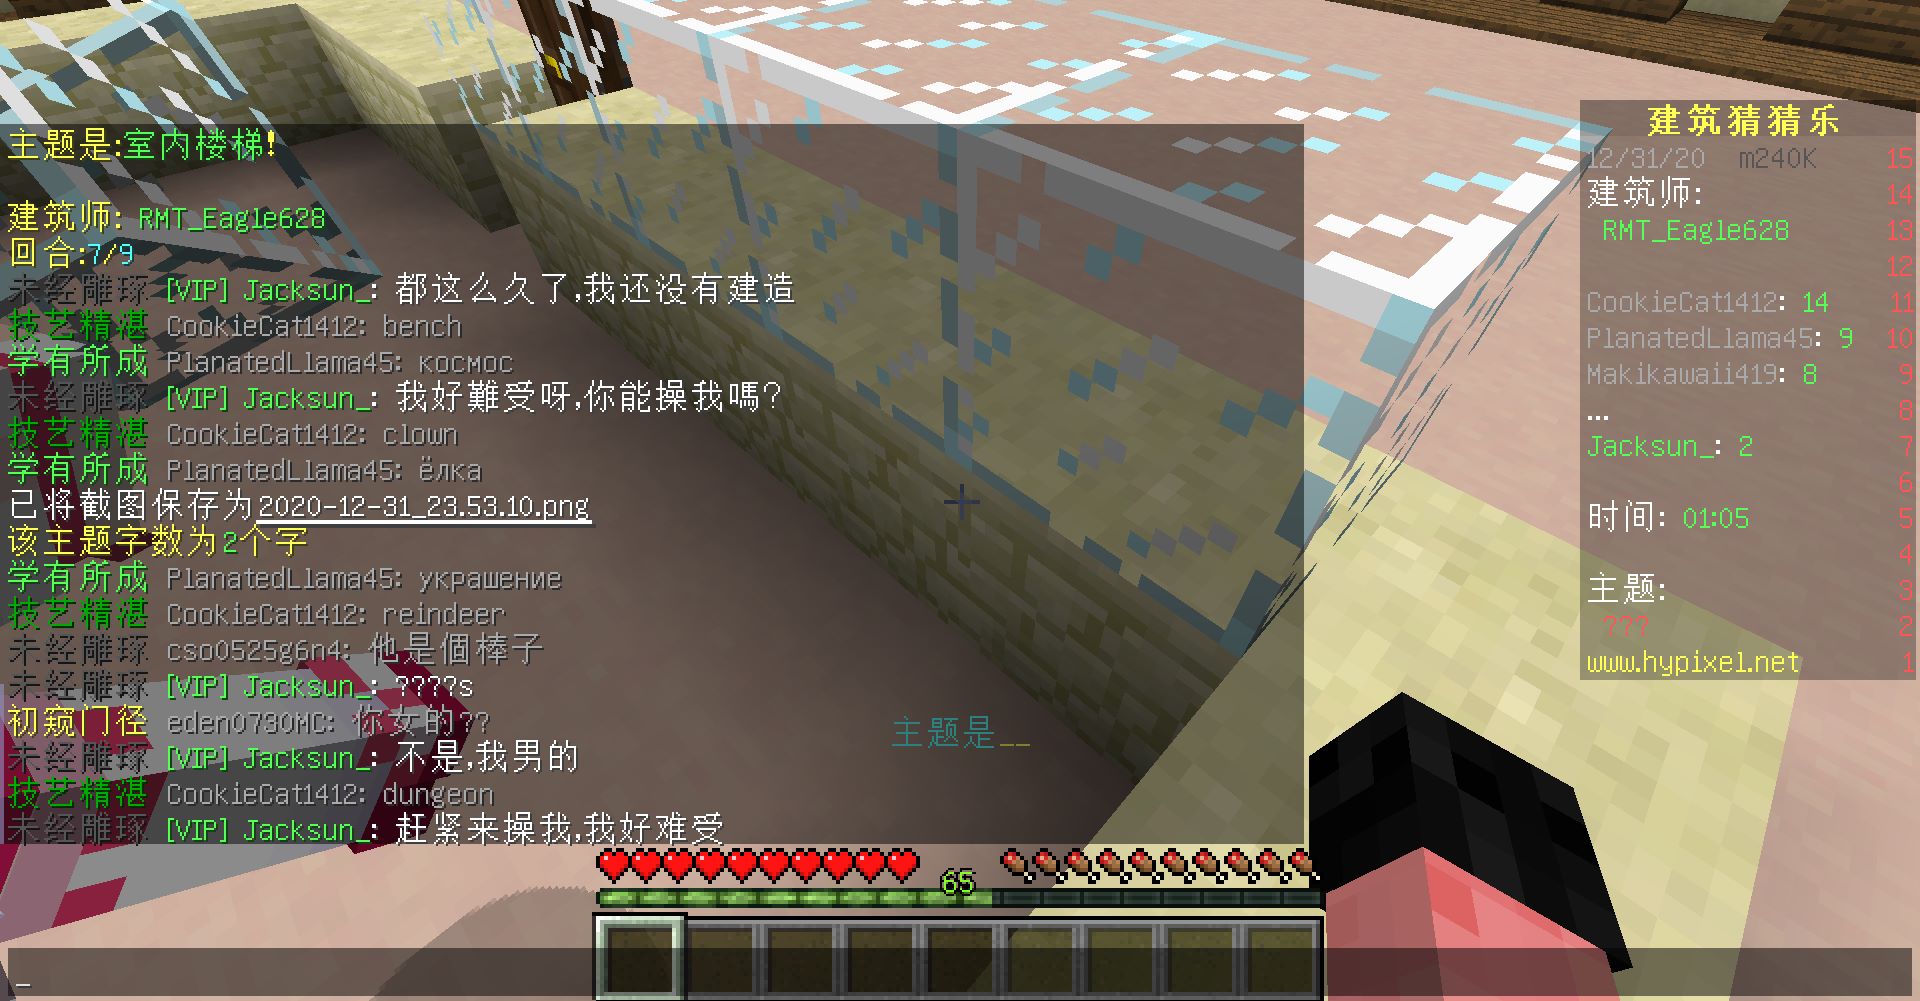 主题是:室内楼梯!
建筑师: RMT_Eagle628
回合:7/9
未经雕琢 [VIP] Jacksun_: 都这么久了,我还没有建造
技艺精湛 CookieCat1412: bench
学有所成 PlanatedLlama45: космос
未经雕琢 [VIP] Jacksun_: 我好難受呀,你能操我嗎?
技艺精湛 CookieCat1412: clown
学有所成 PlanatedLlama45: ёлка
已将截图保存为2020-12-31_23.53.10.png
该主题字数为2个字
学有所成 PlanatedLlama45: украшение
技艺精湛 CookieCat1412: reindeer
未经雕琢 cso0525g6n4: 他是個棒子
未经雕琢 [VIP] Jacksun_: ????s
初窥门径 eden0730MC: 你女的??
未经雕琢 [VIP] Jacksun_: 不是,我男的
技艺精湛 CookieCat1412: dungeon
未经雕琢 [VIP] Jacksun_: 赶紧来操我,我好难受
主题是__
65
_
建筑猜猜乐
12/31/20 m240K 15
建筑师: 14
RMT_Eagle628 13
12
CookieCat1412: 14 11
PlanatedLlama45: 9 10
Makikawaii419: 8 9
... 8
Jacksun_: 2 7
6
时间: 01:05 5
4
主题: 3
??? 2
www.hypixel.net 1